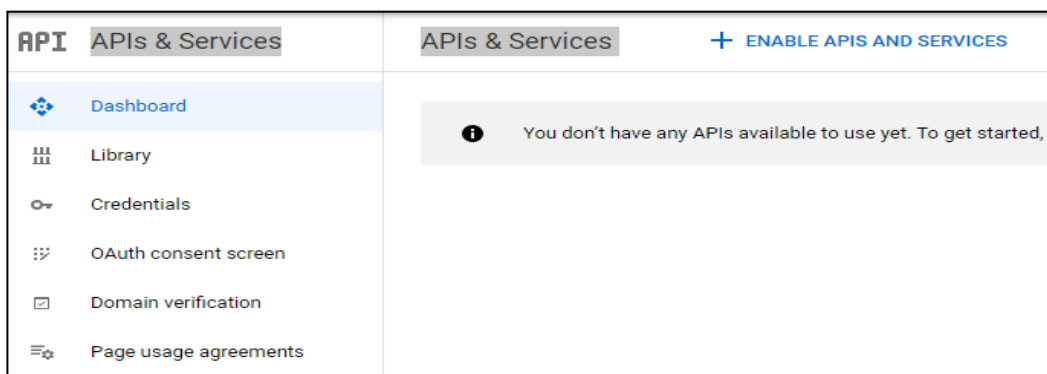 API APIs & Services
APIs & Services + ENABLE APIS AND SERVICES
Dashboard
You don't have any APIs available to use yet. To get started,
Library
Credentials
OAuth consent screen
Domain verification
Page usage agreements